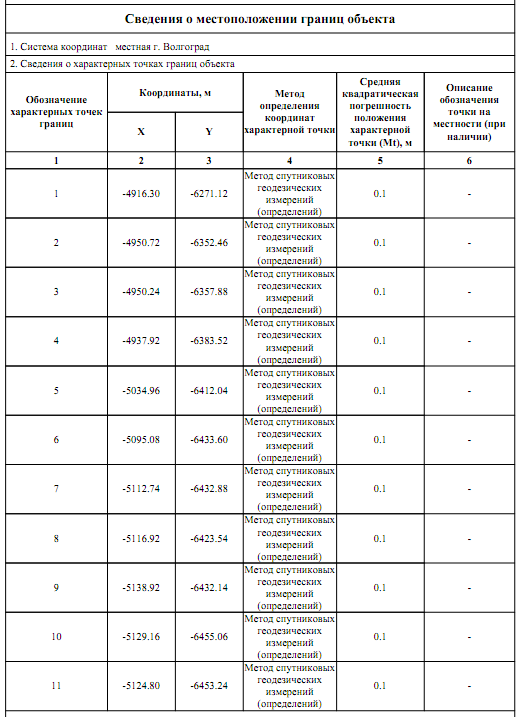 Сведения о местоположении границ объекта
1. Система координат местная г. Волгоград
2. Сведения о характерных точках границ объекта
Обозначение
характерных точек
границ
Координаты, м
X
Y
Метод
определения
координат
характерной точки
Средняя
квадратическая
погрешность
положения
характерной
точки (Mt), м
Описание
обозначения
точки на
местности (при
наличии)
1 2 3 4 5 6
1 -4916.30 -6271.12 Метод спутниковых
геодезических
измерений
(определений) 0.1 -
2 -4950.72 -6352.46 Метод спутниковых
геодезических
измерений
(определений) 0.1 -
3 -4950.24 -6357.88 Метод спутниковых
геодезических
измерений
(определений) 0.1 -
4 -4937.92 -6383.52 Метод спутниковых
геодезических
измерений
(определений) 0.1 -
5 -5034.96 -6412.04 Метод спутниковых
геодезических
измерений
(определений) 0.1 -
6 -5095.08 -6433.60 Метод спутниковых
геодезических
измерений
(определений) 0.1 -
7 -5112.74 -6432.88 Метод спутниковых
геодезических
измерений
(определений) 0.1 -
8 -5116.92 -6423.54 Метод спутниковых
геодезических
измерений
(определений) 0.1 -
9 -5138.92 -6432.14 Метод спутниковых
геодезических
измерений
(определений) 0.1 -
10 -5129.16 -6455.06 Метод спутниковых
геодезических
измерений
(определений) 0.1 -
11 -5124.80 -6453.24 Метод спутниковых
геодезических
измерений
(определений) 0.1 -